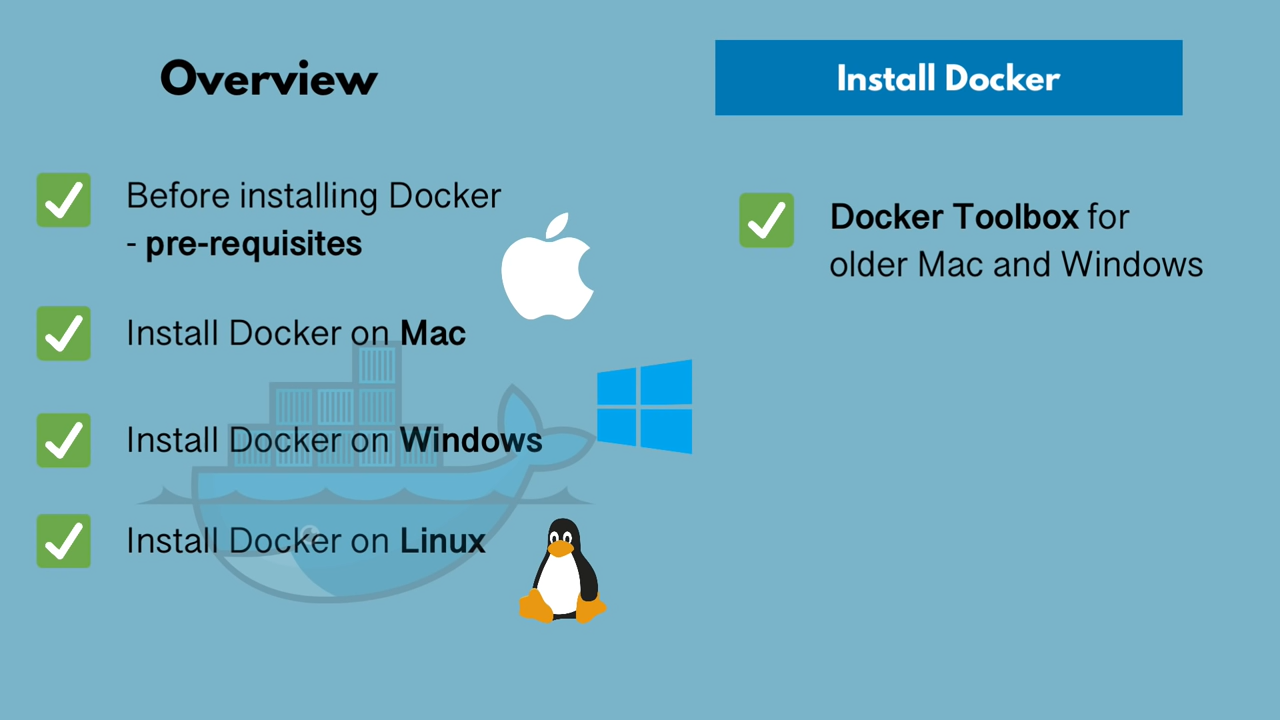 Overview
Before installing Docker
- pre-requisites
Install Docker on Mac
Install Docker on Windows
Install Docker on Linux
Install Docker
Docker Toolbox for
older Mac and Windows